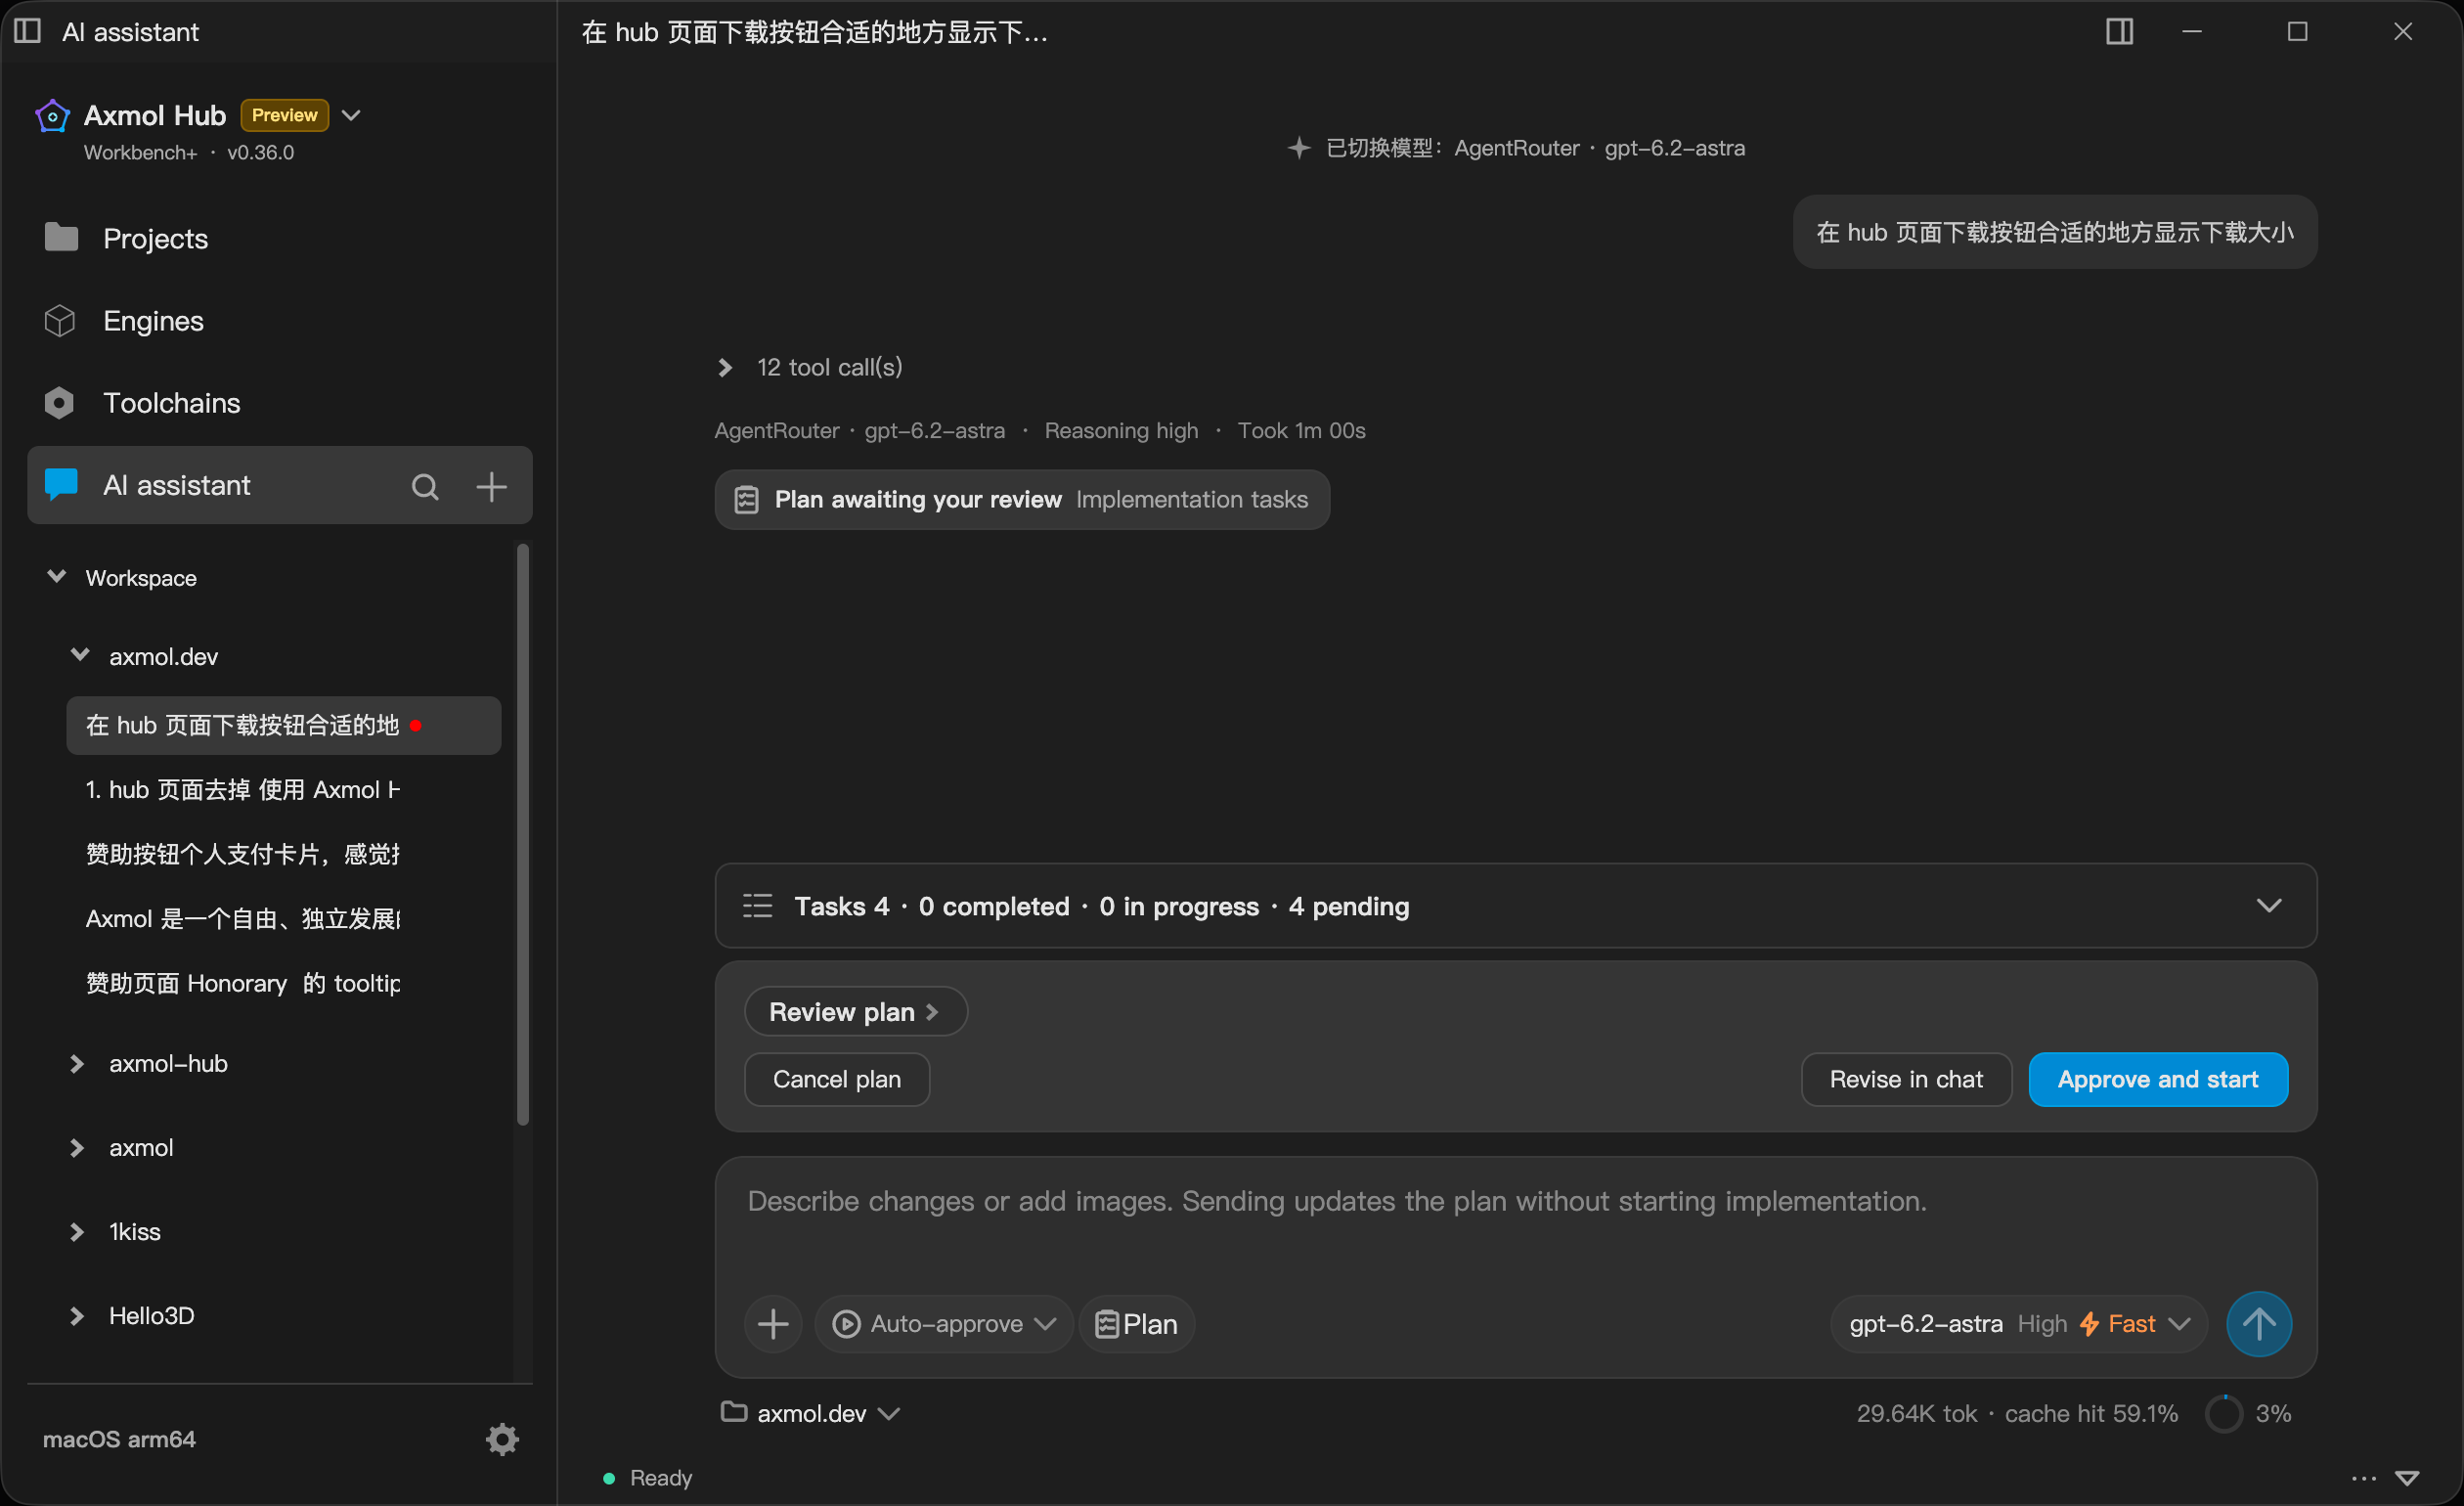 AI assistant
在 hub 页面下载按钮合适的地方显示下...
Axmol Hub Preview
Workbench+ · v0.36.0
Projects
Engines
Toolchains
AI assistant
Workspace
axmol.dev
在 hub 页面下载按钮合适的地
1. hub 页面去掉 使用 Axmol H
赞助按钮个人支付卡片，感觉
Axmol 是一个自由、独立发展
赞助页面 Honorary 的 tooltip
axmol-hub
axmol
1kiss
Hello3D
macOS arm64
已切换模型：AgentRouter · gpt-6.2-astra
在 hub 页面下载按钮合适的地方显示下载大小
12 tool call(s)
AgentRouter · gpt-6.2-astra · Reasoning high · Took 1m 00s
Plan awaiting your review Implementation tasks
Tasks 4 · 0 completed · 0 in progress · 4 pending
Review plan
Cancel plan
Revise in chat
Approve and start
Describe changes or add images. Sending updates the plan without starting implementation.
Auto-approve
Plan
gpt-6.2-astra High Fast
axmol.dev
29.64K tok · cache hit 59.1%
3%
Ready